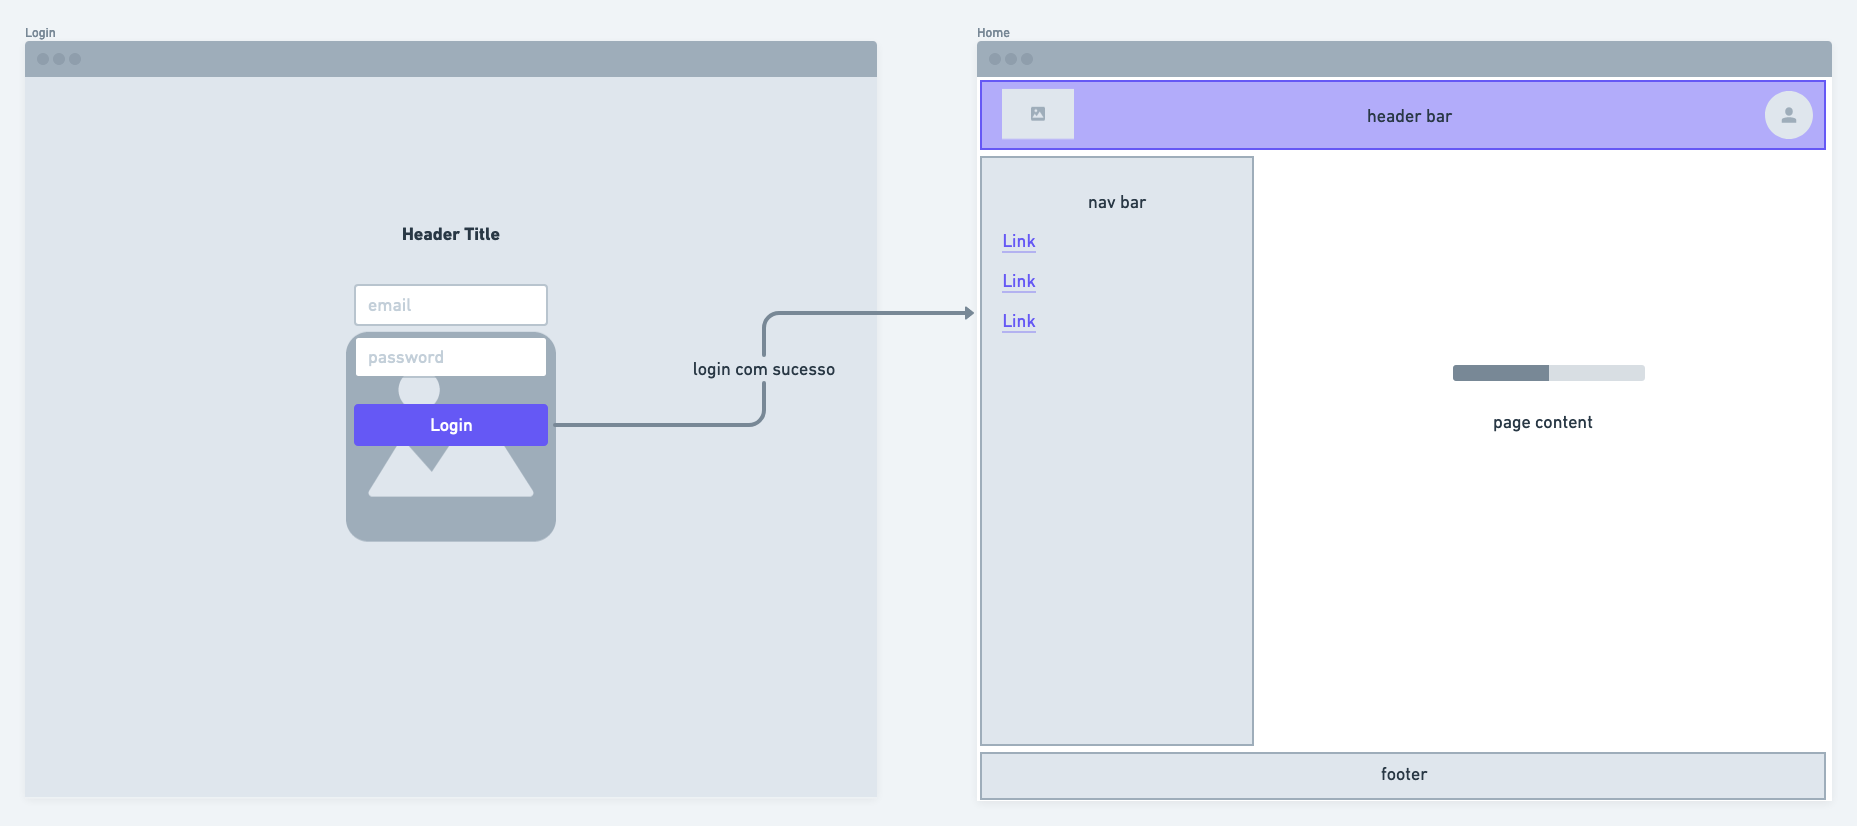 Login
Header Title
email
password
Login
login com sucesso
Home
header bar
nav bar
Link
Link
Link
page content
footer